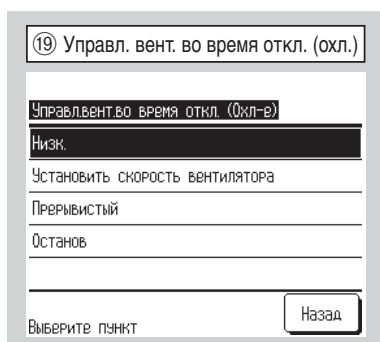 ⑲ Управл. вент. во время откл. (охл.)
Управл.вент.во время откл. (Охл-е)
Низк.
Установить скорость вентилятора
Прерывистый
Останов
Назад
Выберите пункт